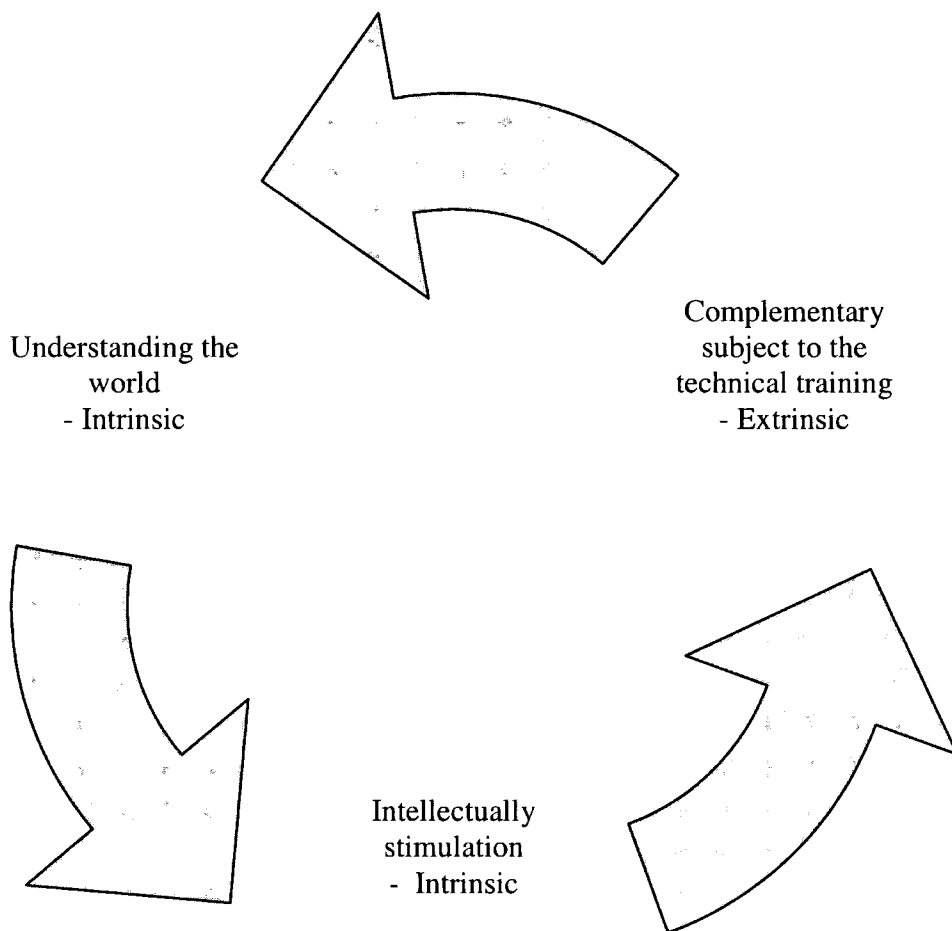 Understanding the
world
- Intrinsic
Complementary
subject to the
technical training
- Extrinsic
Intellectually
stimulation
- Intrinsic